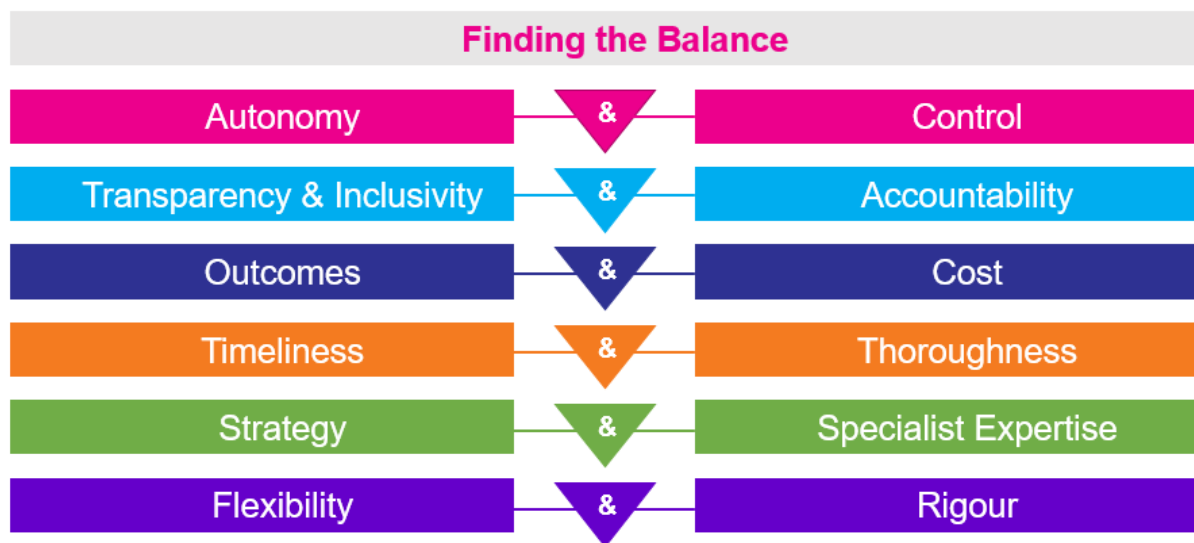 Finding the Balance
Autonomy & Control
Transparency & Inclusivity & Accountability
Outcomes & Cost
Timeliness & Thoroughness
Strategy & Specialist Expertise
Flexibility & Rigour